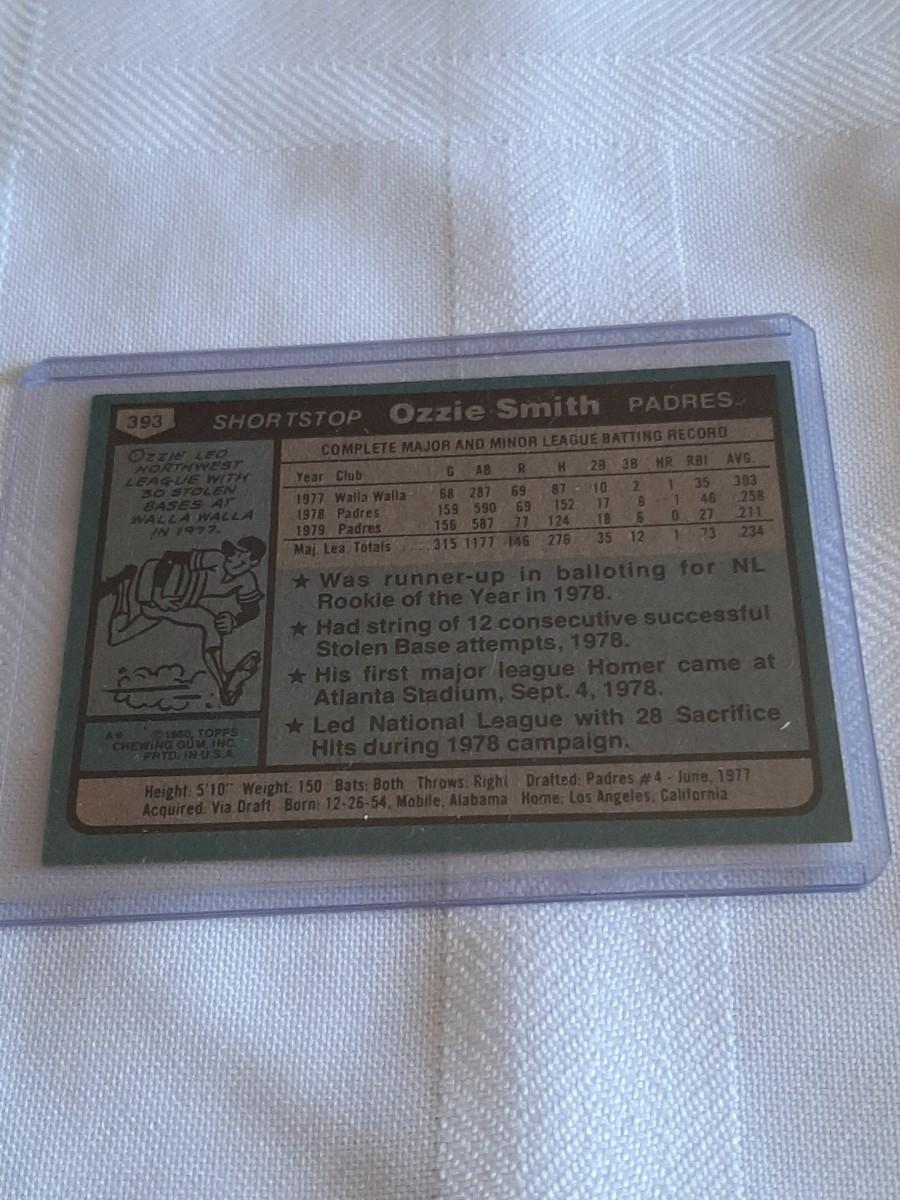 393 SHORTSTOP Ozzie Smith PADRES
OZZIE LED
NORTHWEST
LEAGUE WITH
30 STOLEN
BASES AT
WALLA WALLA
IN 1977.
A* ©1980, TOPPS
CHEWING GUM, INC.
PRTD. IN U.S.A.
COMPLETE MAJOR AND MINOR LEAGUE BATTING RECORD
Year Club G AB R H 2B 3B HR RBI AVG.
1977 Walla Walla 68 287 69 87 10 2 1 35 .303
1978 Padres 159 590 69 152 17 6 1 46 .258
1979 Padres 156 587 77 124 18 6 0 27 .211
Maj. Lea. Totals .... 315 1177 146 276 35 12 1 73 .234
★ Was runner-up in balloting for NL
Rookie of the Year in 1978.
★ Had string of 12 consecutive successful
Stolen Base attempts, 1978.
★ His first major league Homer came at
Atlanta Stadium, Sept. 4, 1978.
★ Led National League with 28 Sacrifice
Hits during 1978 campaign.
Height: 5'10" Weight: 150 Bats: Both Throws: Right Drafted: Padres #4 - June, 1977
Acquired: Via Draft Born: 12-26-54, Mobile, Alabama Home: Los Angeles, California